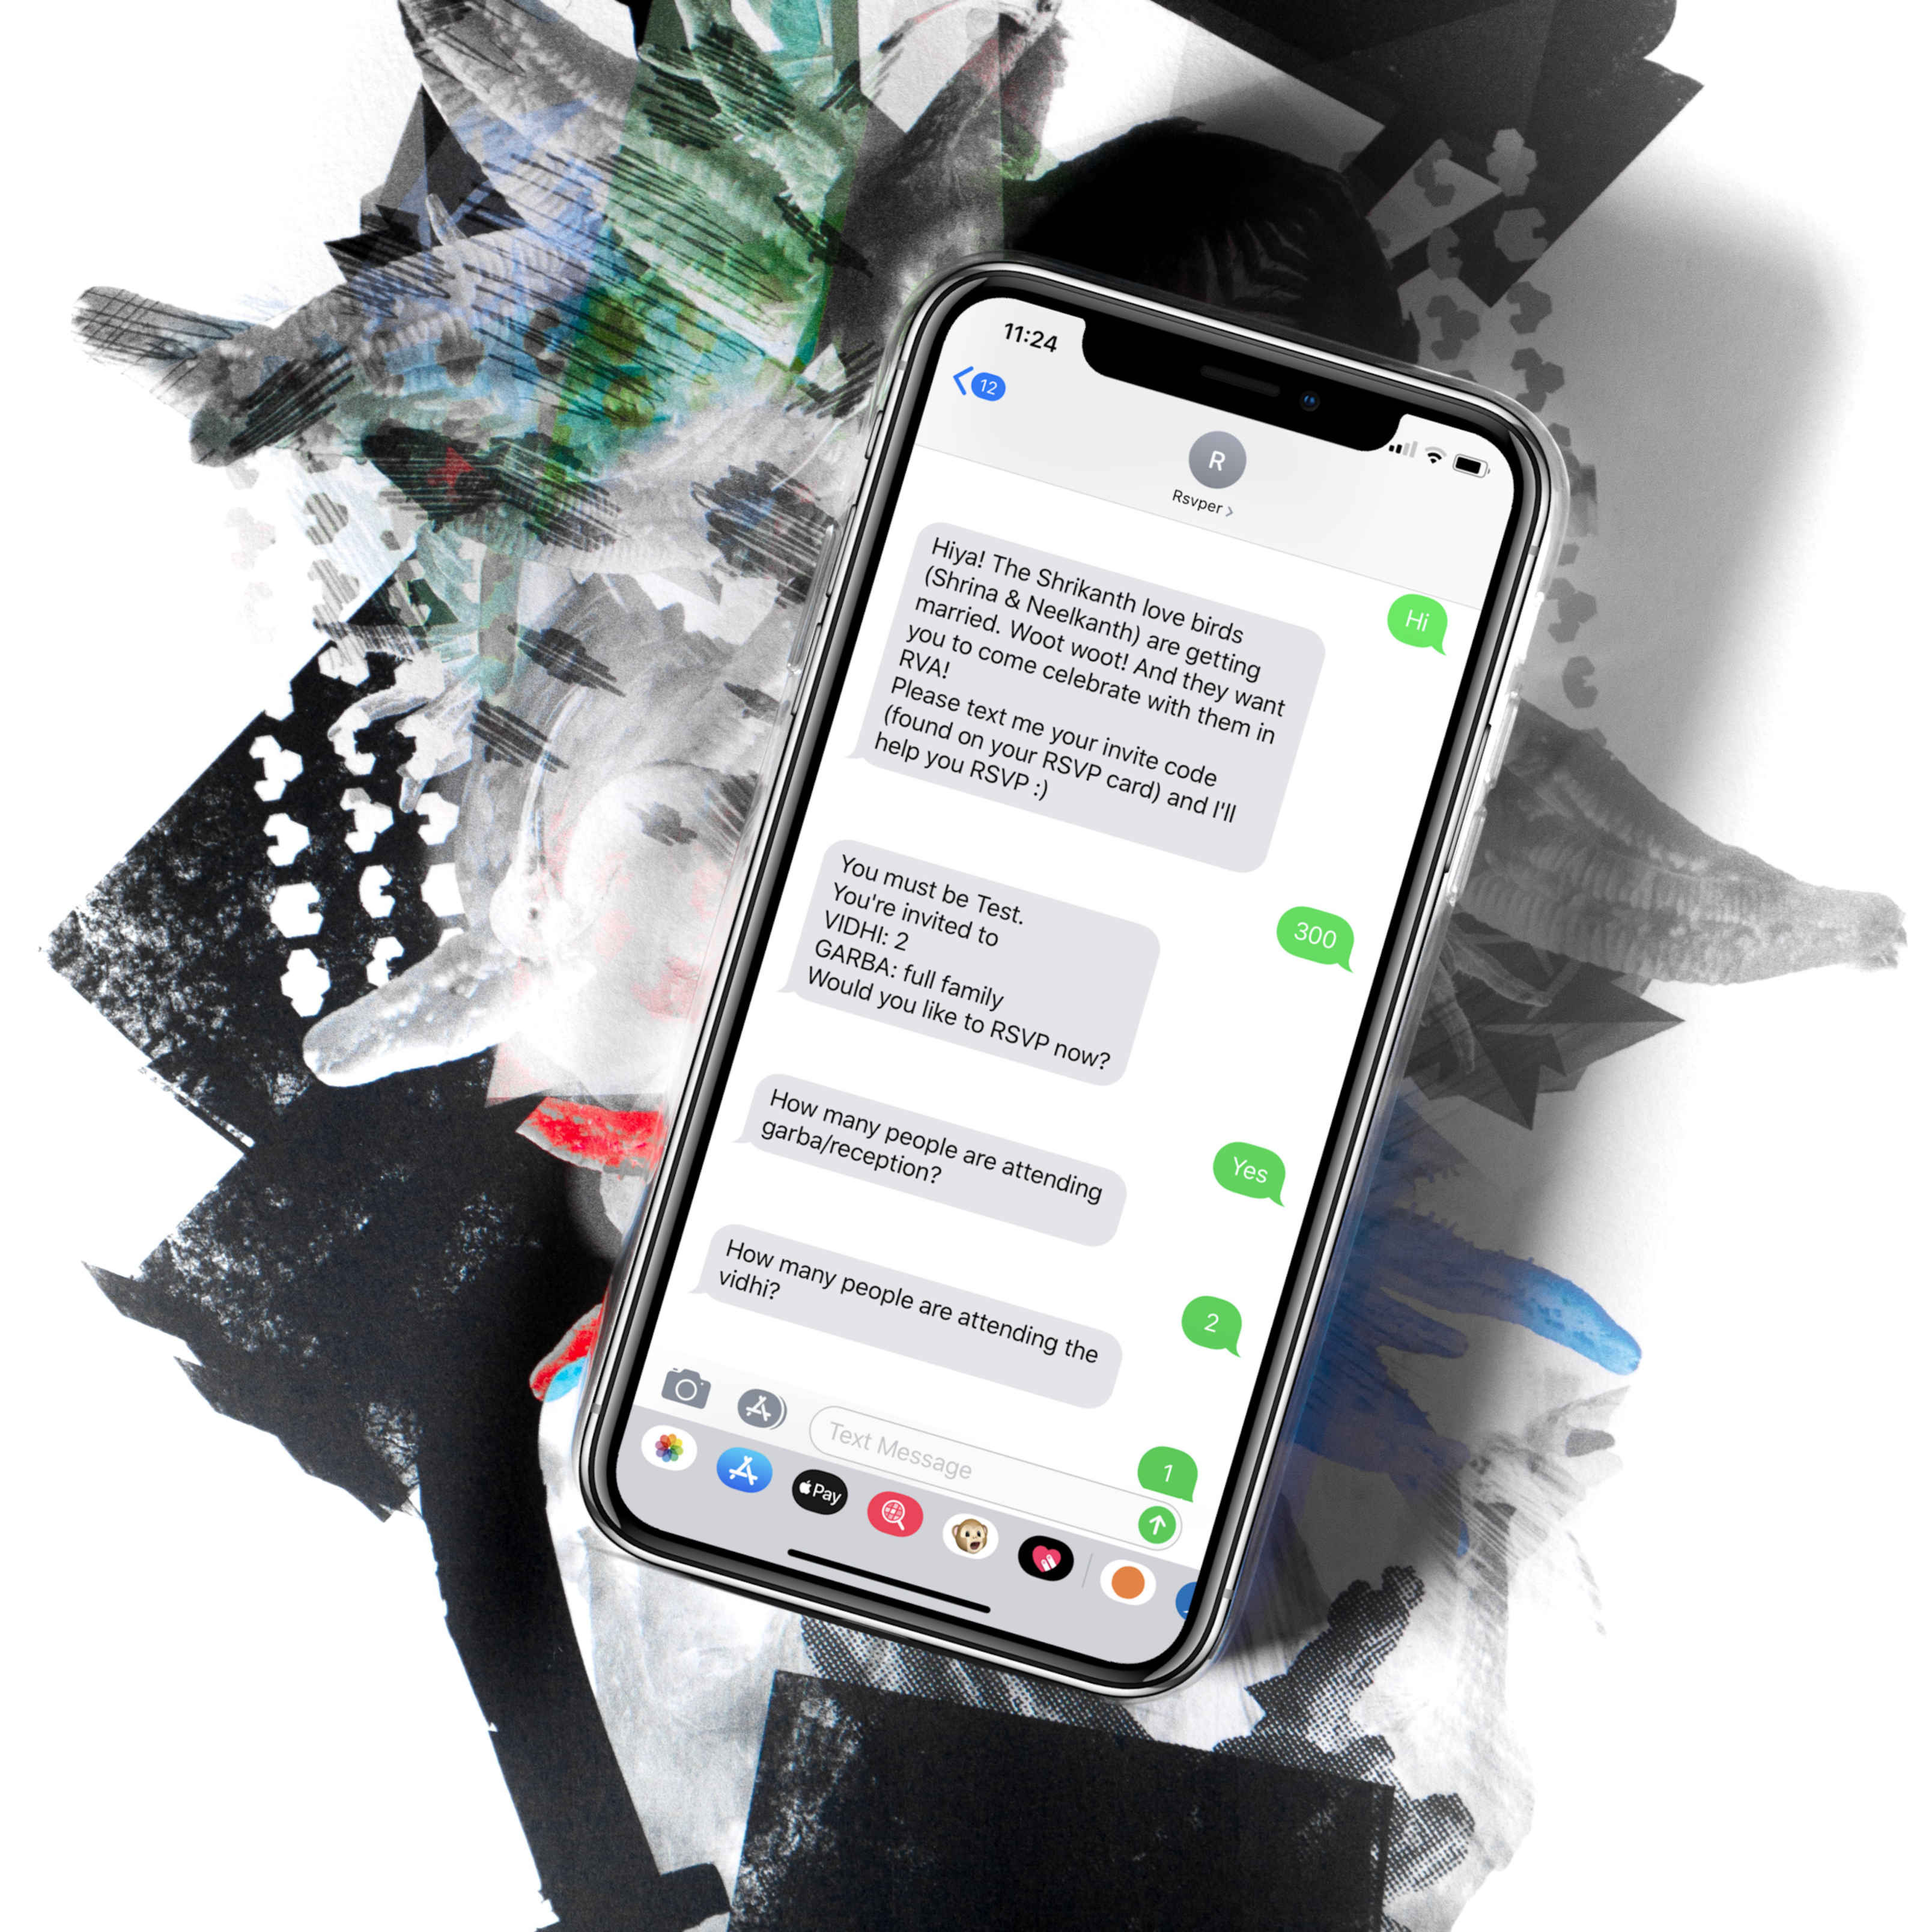 11:24
12
R
Rsvper >
Hi
Hiya! The Shrikanth love birds
(Shrina & Neelkanth) are getting
married. Woot woot! And they want
you to come celebrate with them in
RVA!
Please text me your invite code
(found on your RSVP card) and I'll
help you RSVP :)
300
You must be Test.
You're invited to
VIDHI: 2
GARBA: full family
Would you like to RSVP now?
Yes
How many people are attending
garba/reception?
2
How many people are attending the
vidhi?
1
Text Message
Pay